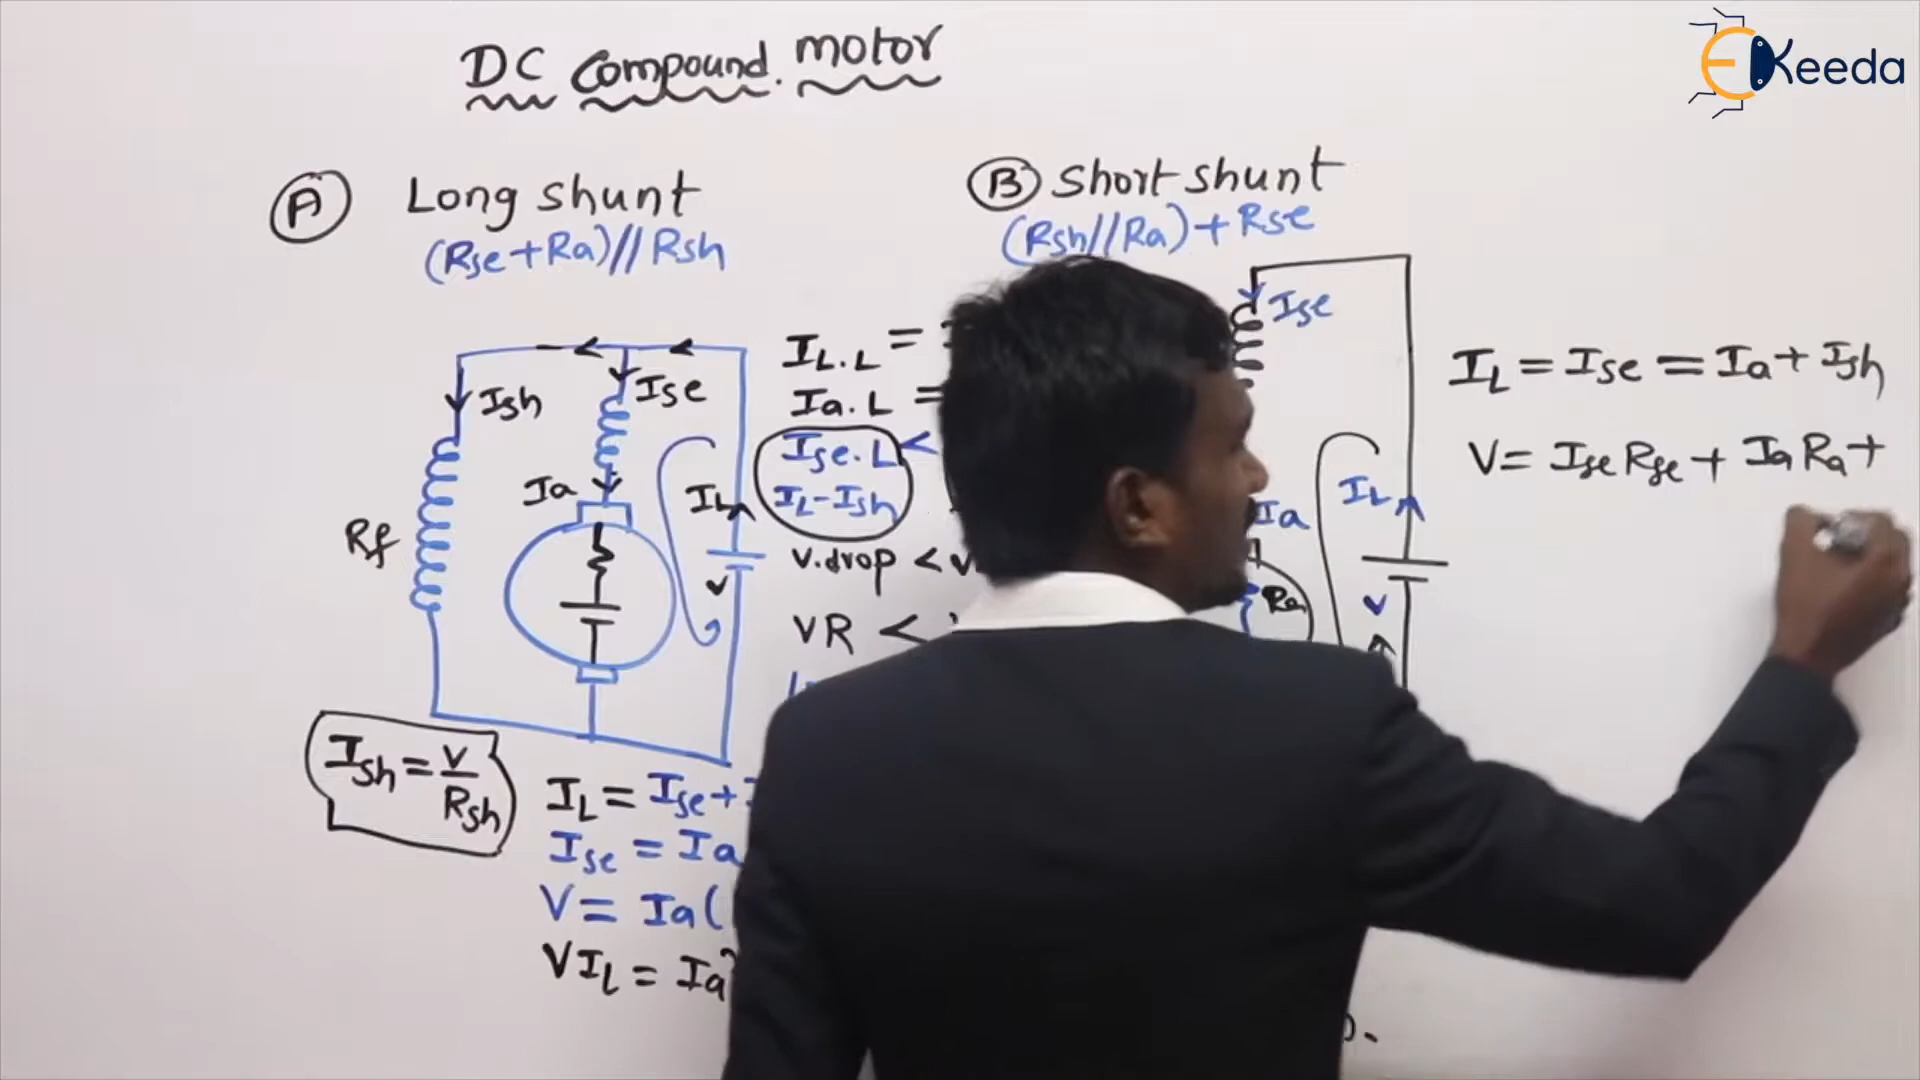 DC Compound. motor
EKeeda
A Long shunt
(Rse+Ra)//Rsh
B Short shunt
(Rsh//Ra)+Rse
Ish
Ise
Ia
IL
Rf
V
Ish = V/Rsh
IL.L =
Ia.L =
Ise.L <
IL-Ish
V.drop < V
VR <
IL = Ise+
Ise = Ia
V = Ia(
VIL = Ia²
Ise
Ia
Ra
IL
V
IL = Ise = Ia + Ish
V = Ise Rse + Ia Ra +